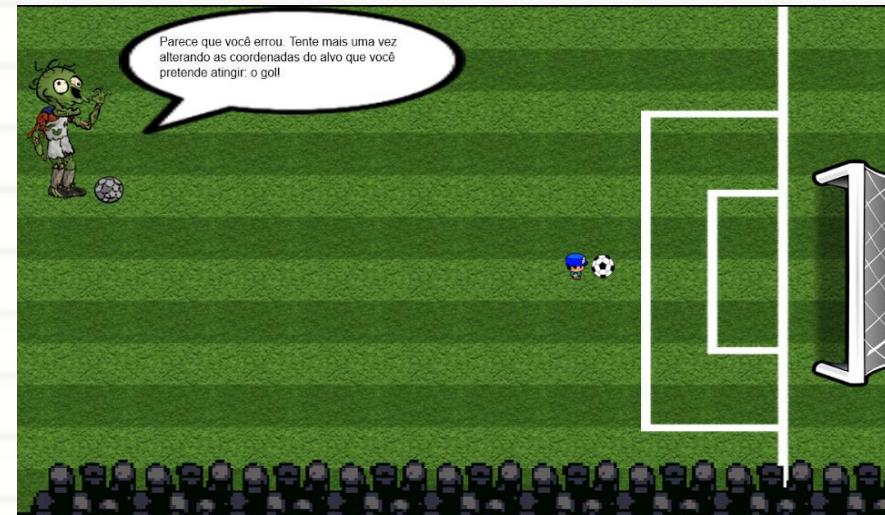 Parece que você errou. Tente mais uma vez
alterando as coordenadas do alvo que você
pretende atingir: o gol!